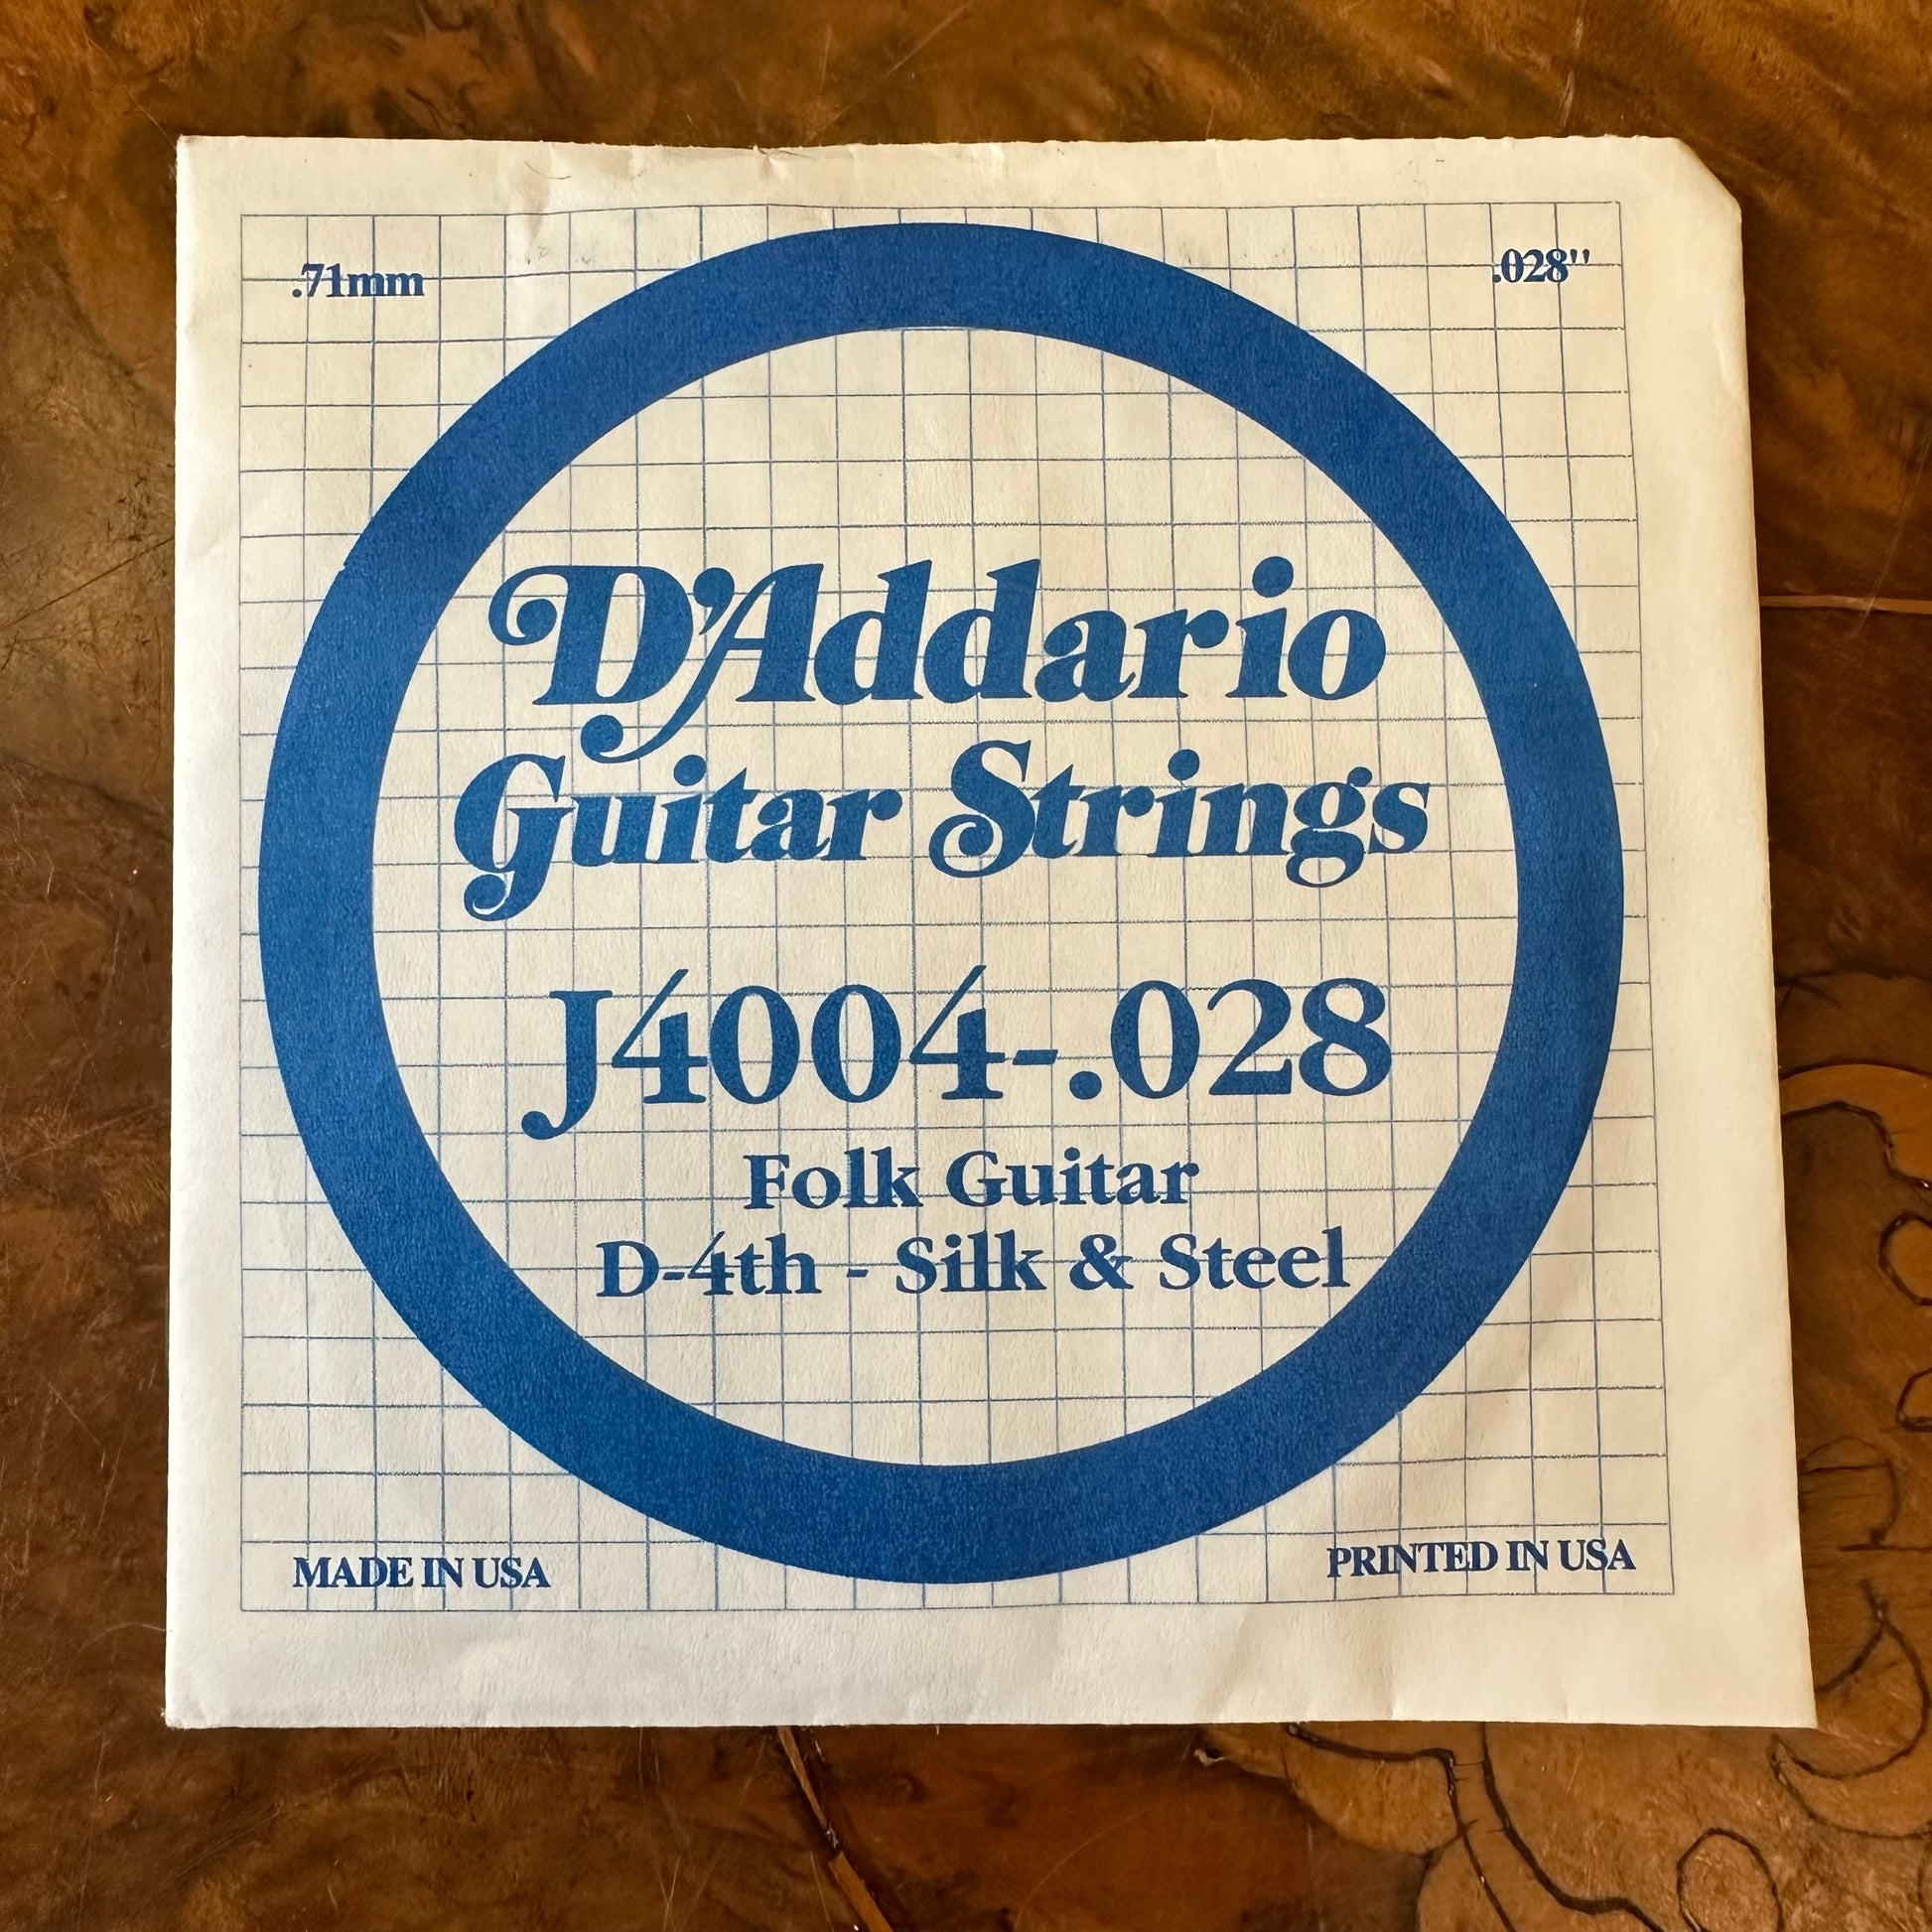 .71mm
.028"
D'Addario
Guitar Strings
J4004-.028
Folk Guitar
D-4th - Silk & Steel
MADE IN USA
PRINTED IN USA